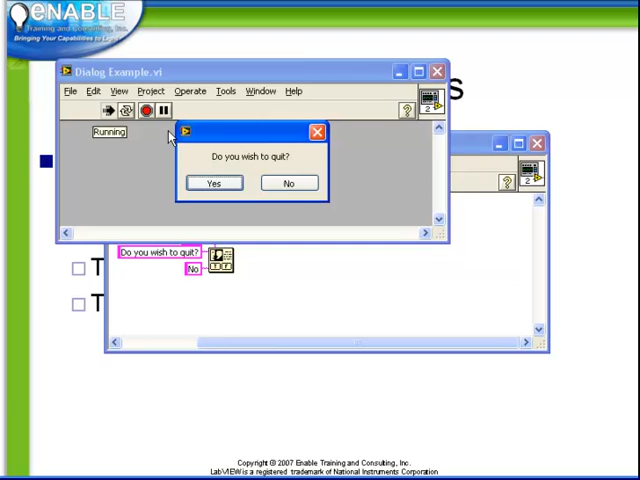 eNABLE
Training and Consulting, Inc.
Bringing Your Capabilities to Light
s
Dialog Example.vi
File Edit View Project Operate Tools Window Help
2
Running
Do you wish to quit?
Yes No
2
Do you wish to quit?
No
T
T
Copyright © 2007 Enable Training and Consulting, Inc.
LabVIEW is a registered trademark of National Instruments Corporation